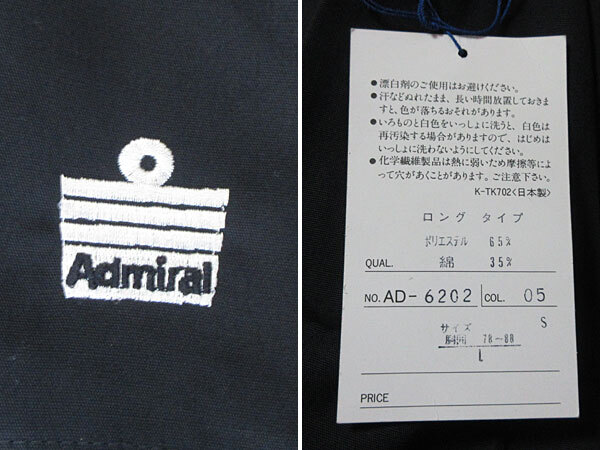 Admiral
●漂白剤のご使用はお避けください。
●汗などぬれたまま、長い時間放置しておきま
すと、色が落ちるおそれがあります。
●いろものと白色をいっしょに洗うと、白色は
再汚染する場合がありますので、はじめは
いっしょに洗わないようにしてください。
●化学繊維製品は熱に弱いため摩擦等によ
って穴があくことがあります。ご注意下さい。
K-TK702〈日本製〉
ロング タイプ
ポリエステル 65%
QUAL. 綿 35%
NO. AD-6202 COL. 05
S
サイズ
胴囲 78～88
L
PRICE